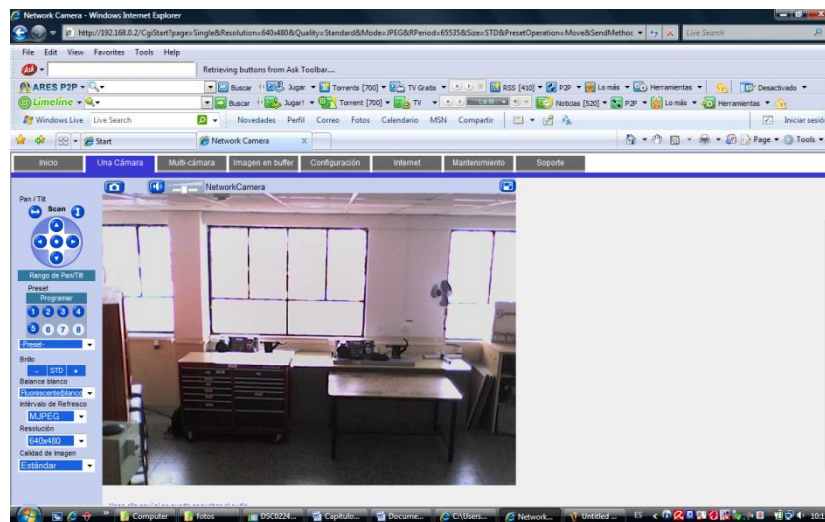 Network Camera - Windows Internet Explorer
http://192.168.0.2/CgiStart?page=Single&Resolution=640x480&Quality=Standard&Mode=JPEG&RPeriod=65535&Size=STD&PresetOperation=Move&SendMethoc Live Search
File Edit View Favorites Tools Help
Ask Retrieving buttons from Ask Toolbar....
ARES P2P Buscar Jugar Torrents [700] TV Gratis RSS [410] P2P Lo más Herramientas Desactivado
Limeline Buscar Jugar! Torrent [700] TV Noticias [520] P2P Lo más Herramientas
Windows Live Live Search Novedades Perfil Correo Fotos Calendario MSN Compartir Iniciar sesió
Start Network Camera X Page Tools
Inicio Una Cámara Multi-cámara Imagen en buffer Configuración Internet Mantenimiento Soporte
NetworkCamera
Pan / Tilt
Scan
Rango de Pan/Tilt
Preset
Programar
1 2 3 4
5 6 7 8
-Preset-
Brillo
- STD +
Balance blanco
Fluorescente(blanco
Intérvalo de Refresco
MJPEG
Resolución
640x480
Calidad de Imagen
Estándar
Computer fotos DSC0224... Capitulo... Docume... C:\Users... Network... Untitled ... ES 10:1